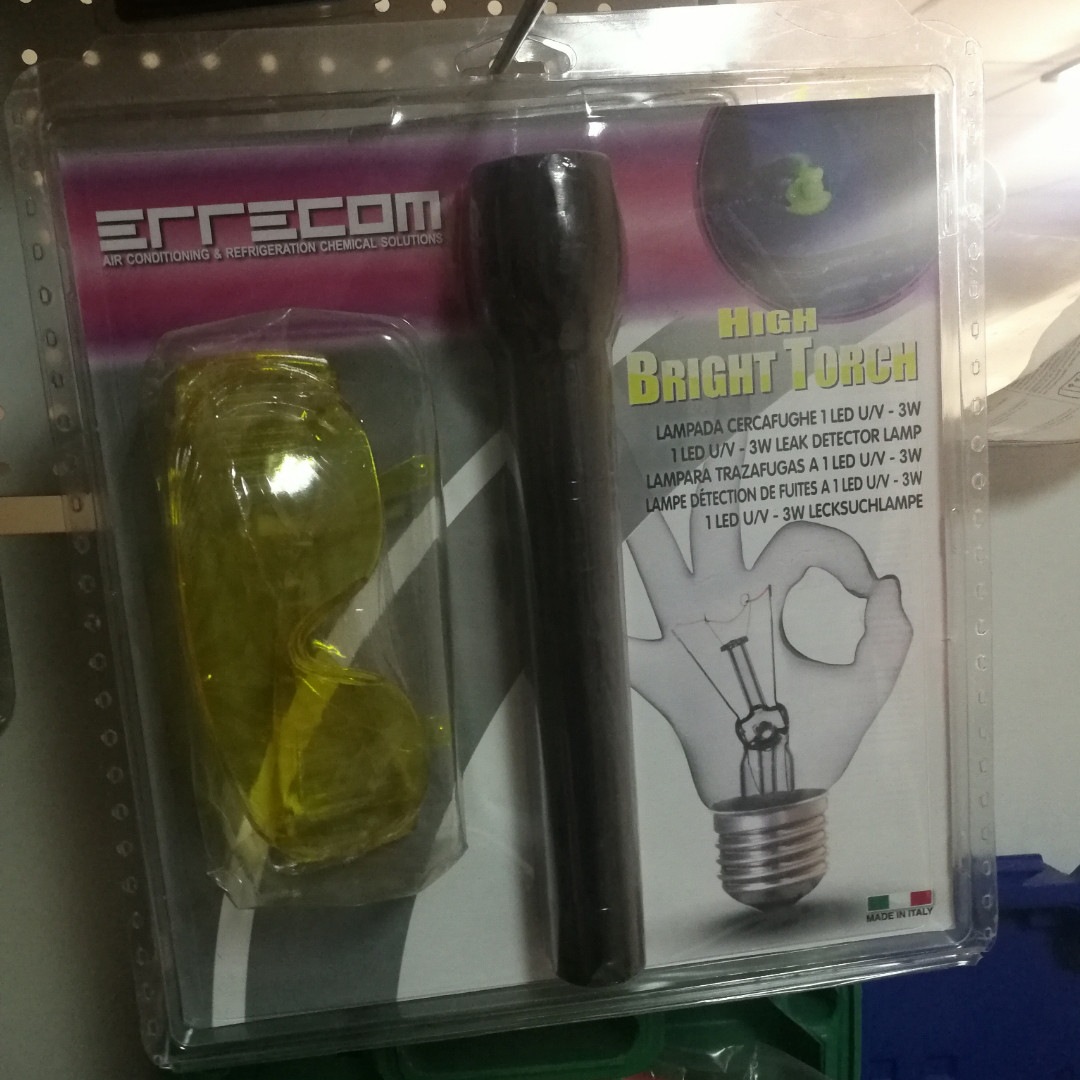 ERRECOM
AIR CONDITIONING & REFRIGERATION CHEMICAL SOLUTIONS
HIGH
BRIGHT TORCH
LAMPADA CERCAFUGHE 1 LED U/V - 3W
1 LED U/V - 3W LEAK DETECTOR LAMP
LAMPARA TRAZAFUGAS A 1 LED U/V - 3W
LAMPE DÉTECTION DE FUITES A 1 LED U/V - 3W
1 LED U/V - 3W LECKSUCHLAMPE
MADE IN ITALY